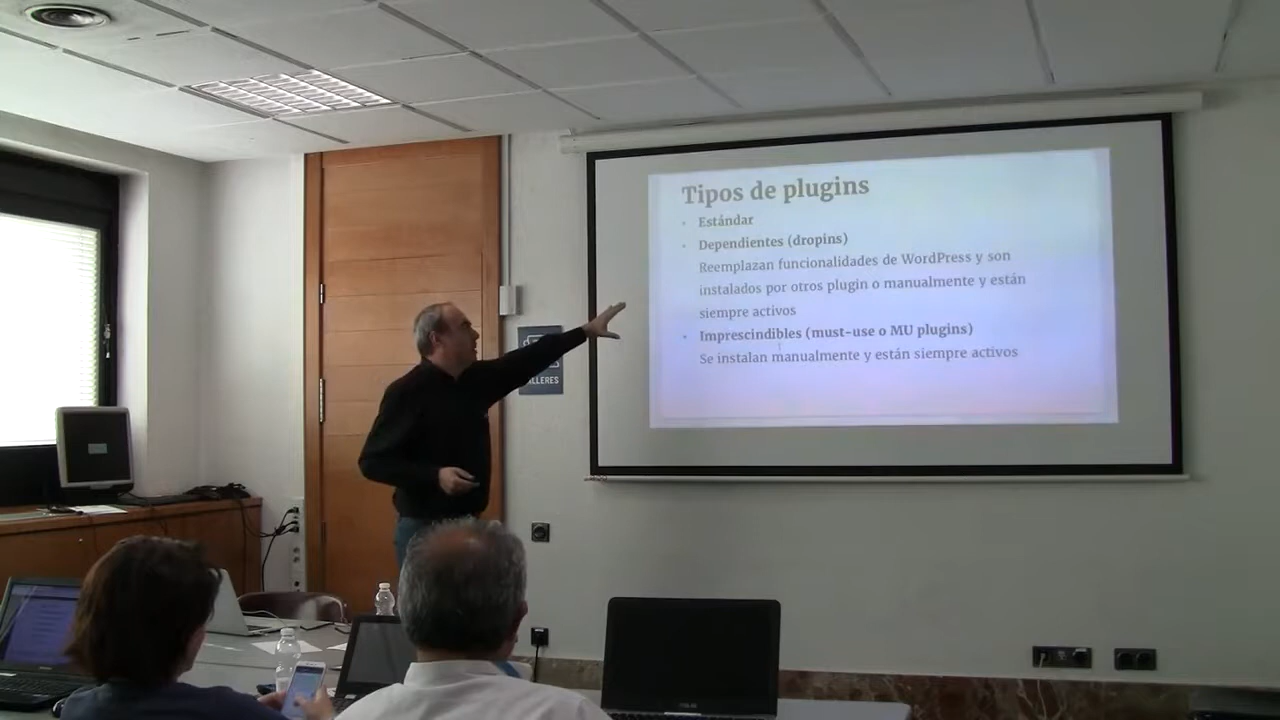 Tipos de plugins
Estándar
Dependientes (dropins)
Reemplazan funcionalidades de WordPress y son
instalados por otros plugin o manualmente y están
siempre activos
Imprescindibles (must-use o MU plugins)
Se instalan manualmente y están siempre activos
ASUS